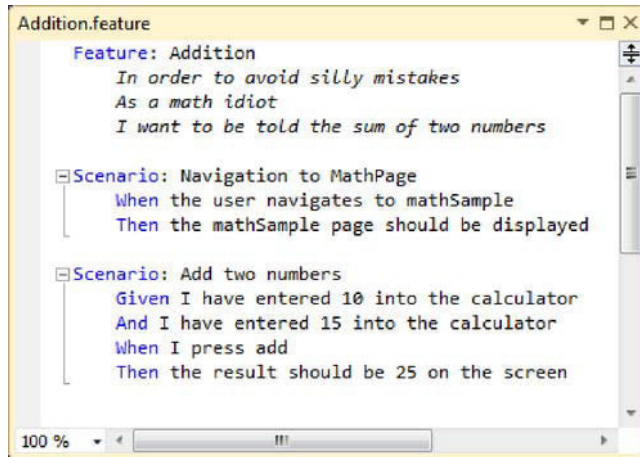 Addition.feature
Feature: Addition
In order to avoid silly mistakes
As a math idiot
I want to be told the sum of two numbers
Scenario: Navigation to MathPage
When the user navigates to mathSample
Then the mathSample page should be displayed
Scenario: Add two numbers
Given I have entered 10 into the calculator
And I have entered 15 into the calculator
When I press add
Then the result should be 25 on the screen
100 %